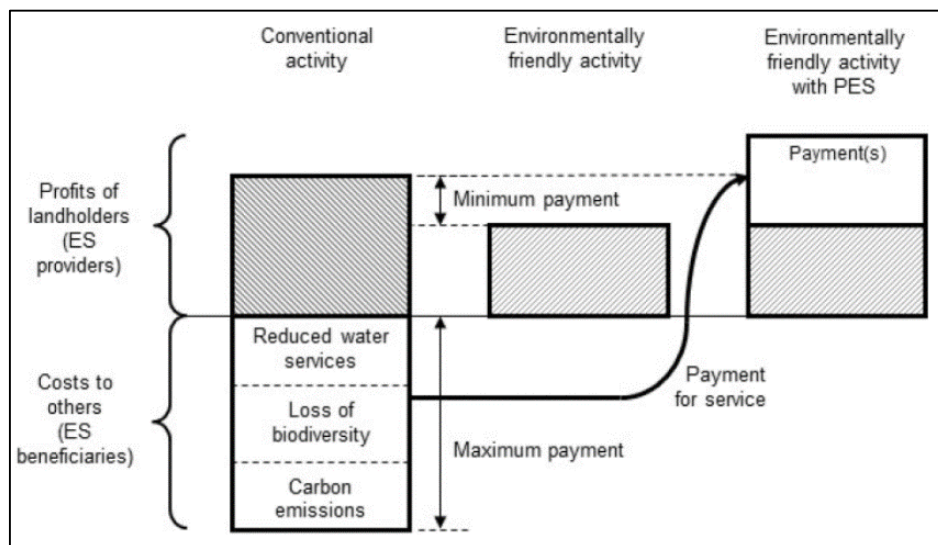 Conventional
activity
Environmentally
friendly activity
Environmentally
friendly activity
with PES
Profits of
landholders
(ES
providers)
Minimum payment
Payment(s)
Costs to
others
(ES
beneficiaries)
Reduced water
services
Loss of
biodiversity
Carbon
emissions
Maximum payment
Payment
for service